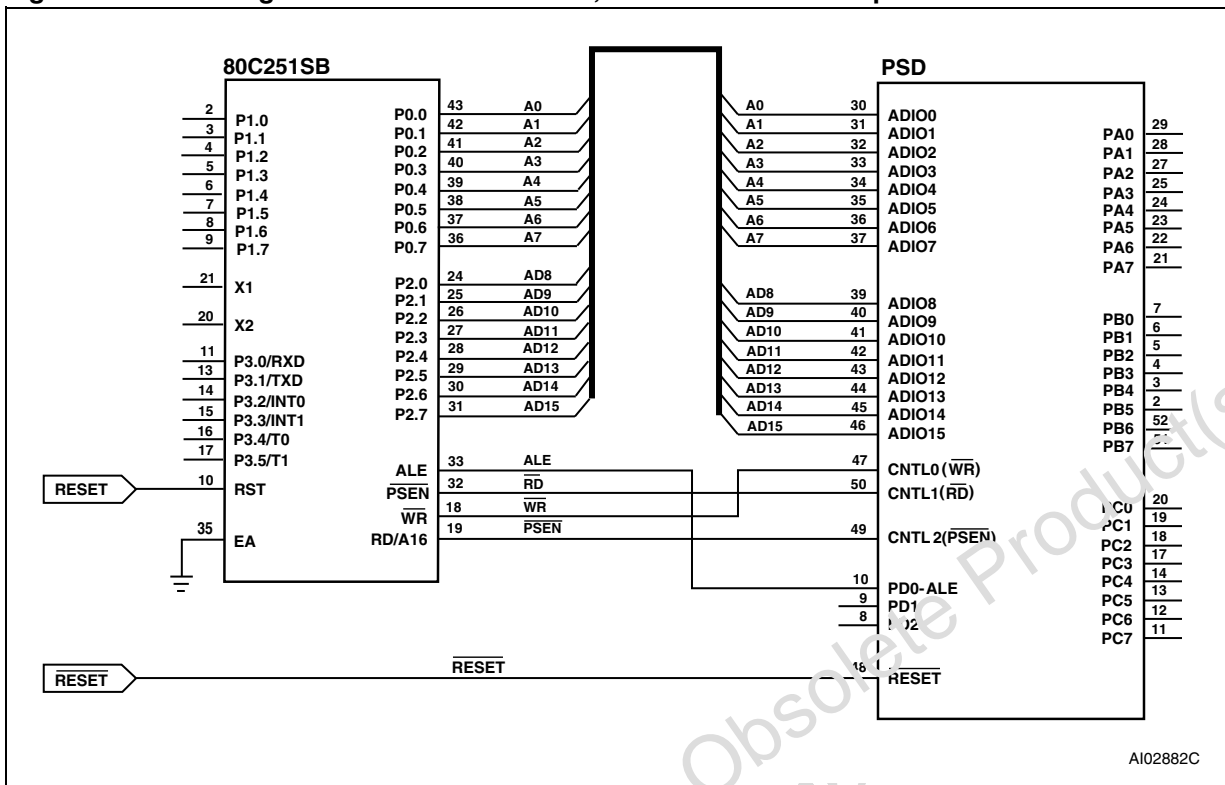 80C251SB
PSD
2 P1.0
3 P1.1
4 P1.2
5 P1.3
6 P1.4
7 P1.5
8 P1.6
9 P1.7
21 X1
20 X2
11 P3.0/RXD
13 P3.1/TXD
14 P3.2/INT0
15 P3.3/INT1
16 P3.4/T0
17 P3.5/T1
RESET 10 RST
35 EA
P0.0 43 A0
P0.1 42 A1
P0.2 41 A2
P0.3 40 A3
P0.4 39 A4
P0.5 38 A5
P0.6 37 A6
P0.7 36 A7
P2.0 24 AD8
P2.1 25 AD9
P2.2 26 AD10
P2.3 27 AD11
P2.4 28 AD12
P2.5 29 AD13
P2.6 30 AD14
P2.7 31 AD15
ALE 33 ALE
PSEN 32 RD
WR 18 WR
RD/A16 19 PSEN
A0 30 ADIO0
A1 31 ADIO1
A2 32 ADIO2
A3 33 ADIO3
A4 34 ADIO4
A5 35 ADIO5
A6 36 ADIO6
A7 37 ADIO7
AD8 39 ADIO8
AD9 40 ADIO9
AD10 41 ADIO10
AD11 42 ADIO11
AD12 43 ADIO12
AD13 44 ADIO13
AD14 45 ADIO14
AD15 46 ADIO15
47 CNTL0 (WR)
50 CNTL1(RD)
49 CNTL 2(PSEN)
10 PD0-ALE
9 PD1
8
RESET RESET 48 RESET
PA0 29
PA1 28
PA2 27
PA3 25
PA4 24
PA5 23
PA6 22
PA7 21
PB0 7
PB1 6
PB2 5
PB3 4
PB4 3
PB5 2
PB6 52
PB7 51
PC0 20
PC1 19
PC2 18
PC3 17
PC4 14
PC5 13
PC6 12
PC7 11
Obsolete Product(s
AI02882C